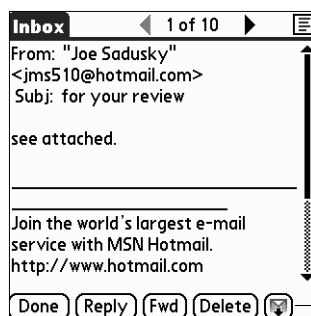 Inbox
1 of 10
From: "Joe Sadusky"
<jms510@hotmail.com>
Subj: for your review
see attached.
Join the world's largest e-mail
service with MSN Hotmail.
http://www.hotmail.com
Done Reply Fwd Delete